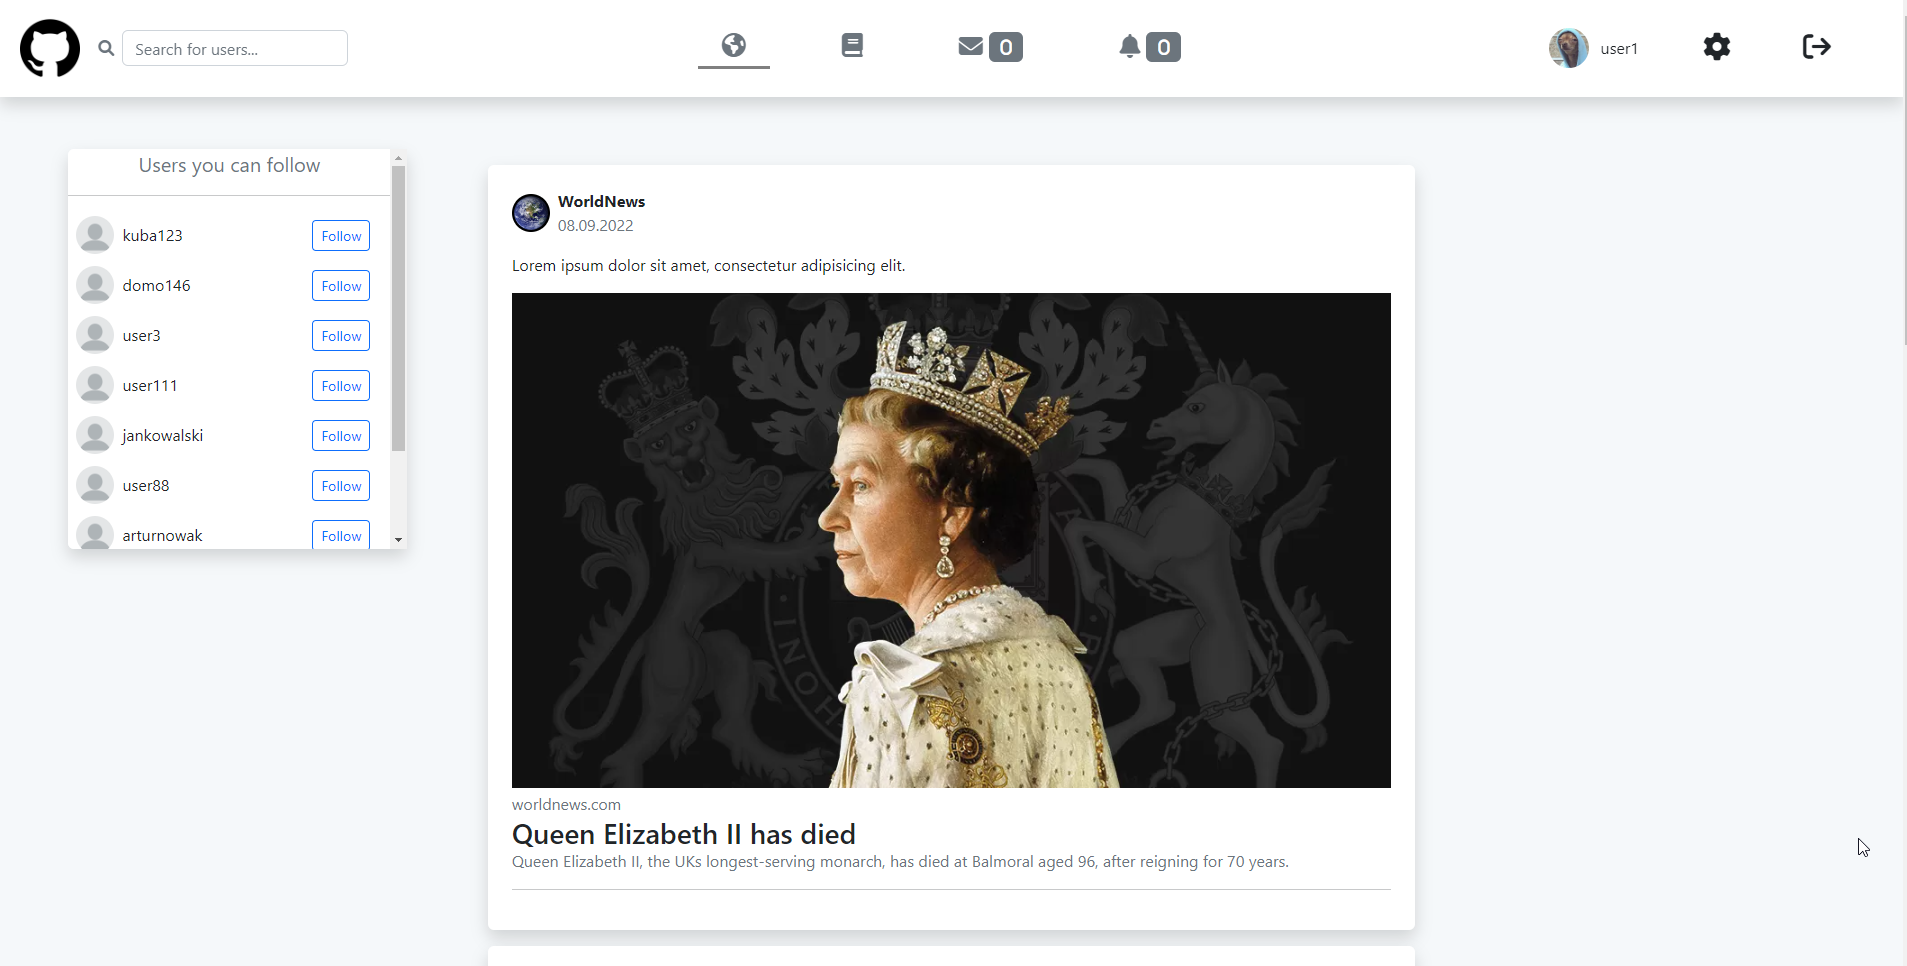 Search for users...
0
0
user1
Users you can follow
kuba123 Follow
domo146 Follow
user3 Follow
user111 Follow
jankowalski Follow
user88 Follow
arturnowak Follow
WorldNews
08.09.2022
Lorem ipsum dolor sit amet, consectetur adipisicing elit.
worldnews.com
Queen Elizabeth II has died
Queen Elizabeth II, the UKs longest-serving monarch, has died at Balmoral aged 96, after reigning for 70 years.